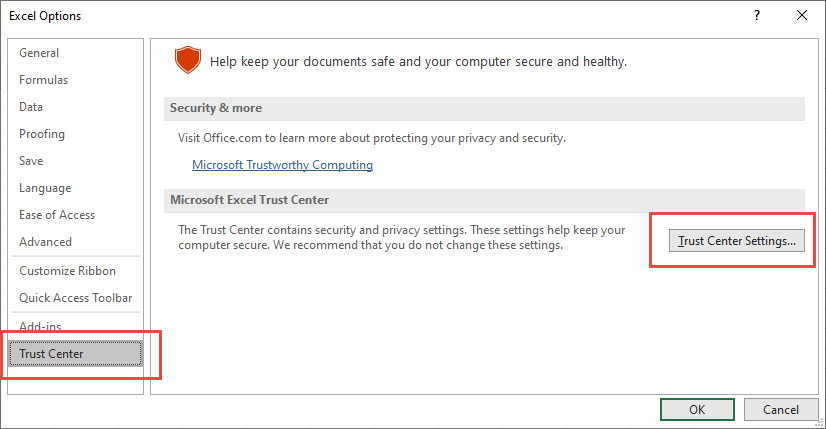 Excel Options
?
General
Formulas
Data
Proofing
Save
Language
Ease of Access
Advanced
Customize Ribbon
Quick Access Toolbar
Add-ins
Trust Center
Help keep your documents safe and your computer secure and healthy.
Security & more
Visit Office.com to learn more about protecting your privacy and security.
Microsoft Trustworthy Computing
Microsoft Excel Trust Center
The Trust Center contains security and privacy settings. These settings help keep your
computer secure. We recommend that you do not change these settings.
Trust Center Settings...
OK
Cancel